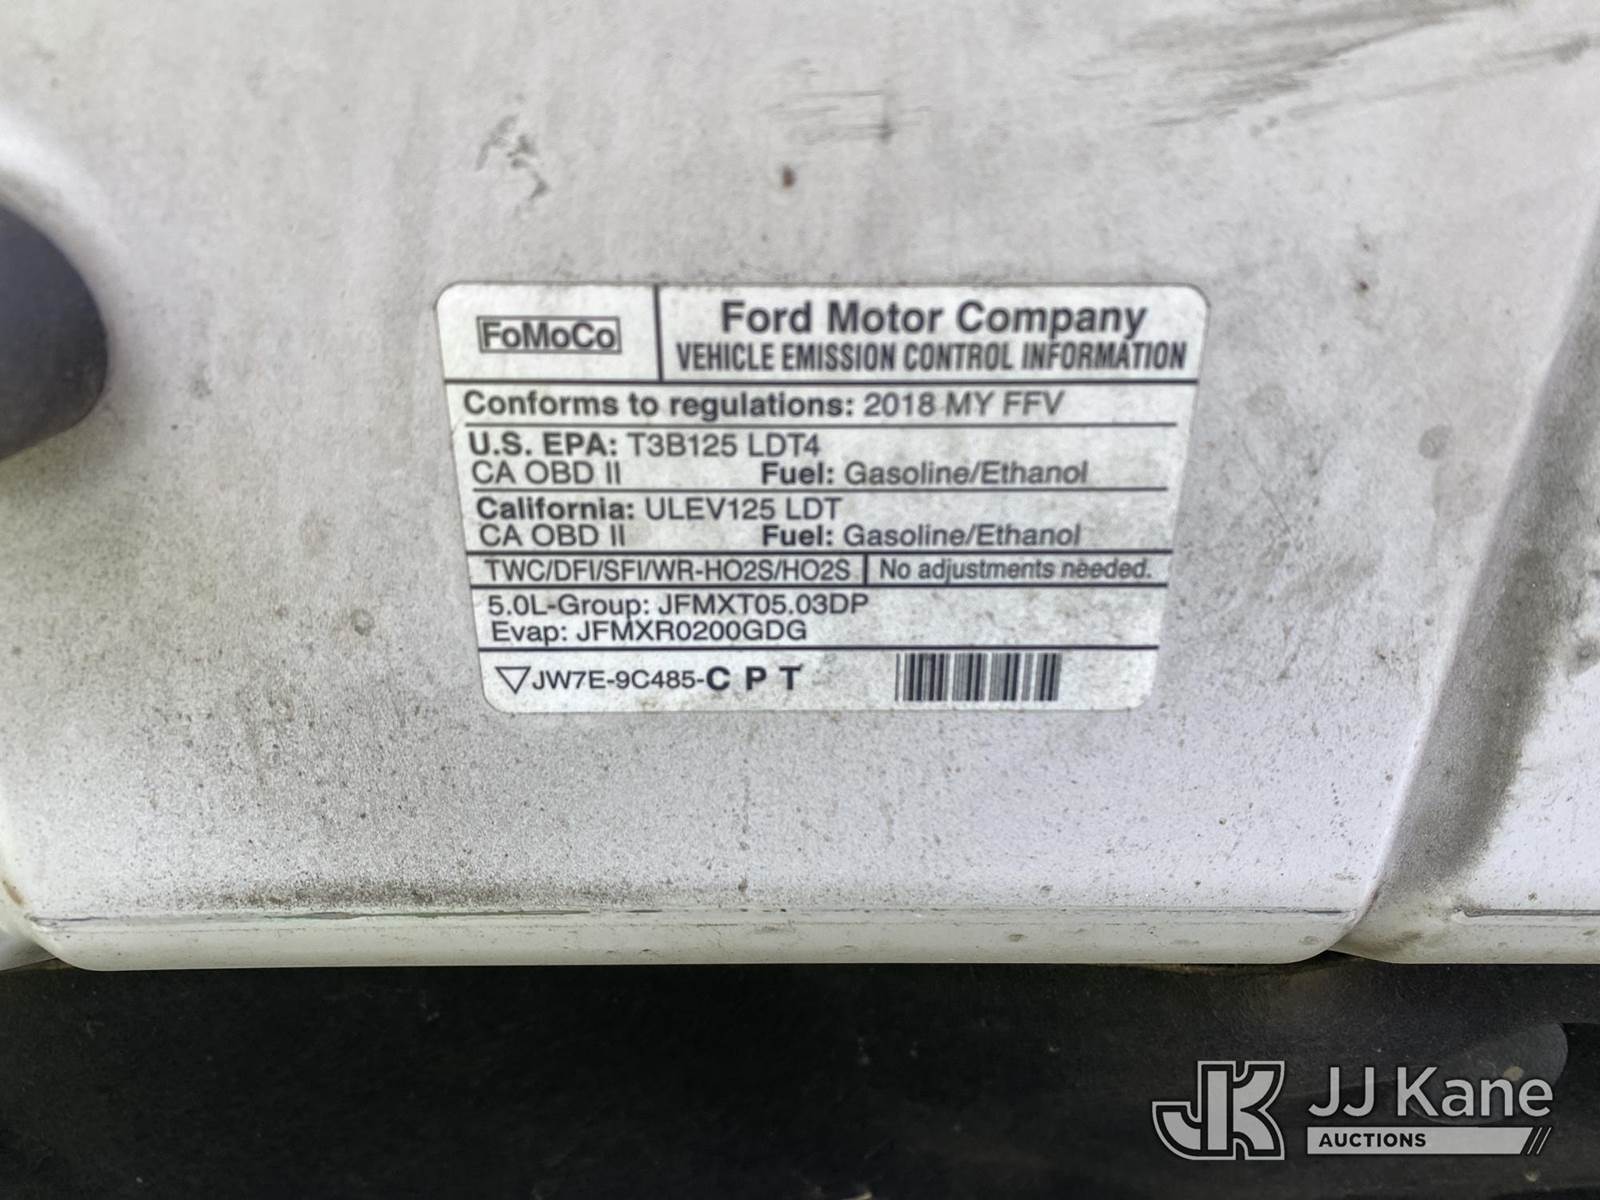 FoMoCo
Ford Motor Company
VEHICLE EMISSION CONTROL INFORMATION
Conforms to regulations: 2018 MY FFV
U.S. EPA: T3B125 LDT4
CA OBD II Fuel: Gasoline/Ethanol
California: ULEV125 LDT
CA OBD II Fuel: Gasoline/Ethanol
TWC/DFI/SFI/WR-HO2S/HO2S No adjustments needed.
5.0L-Group: JFMXT05.03DP
Evap: JFMXR0200GDG
JW7E-9C485-C P T
JK JJ Kane
AUCTIONS